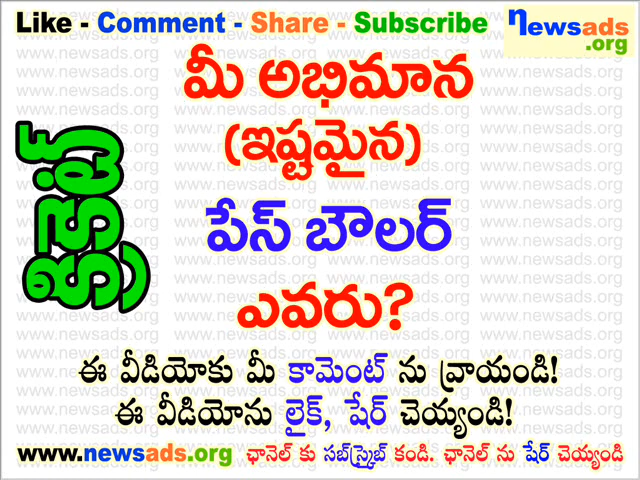 Like - Comment - Share - Subscribe
newsads
.org
మీ అభిమాన
(ఇష్టమైన)
క్రికెట్
పేస్ బౌలర్
ఎవరు?
ఈ వీడియోకు మీ కామెంట్ ను వ్రాయండి!
ఈ వీడియోను లైక్, షేర్ చెయ్యండి!
www.newsads.org ఛానెల్ కు సబ్‌స్క్రైబ్ కండి. ఛానెల్ ను షేర్ చెయ్యండి